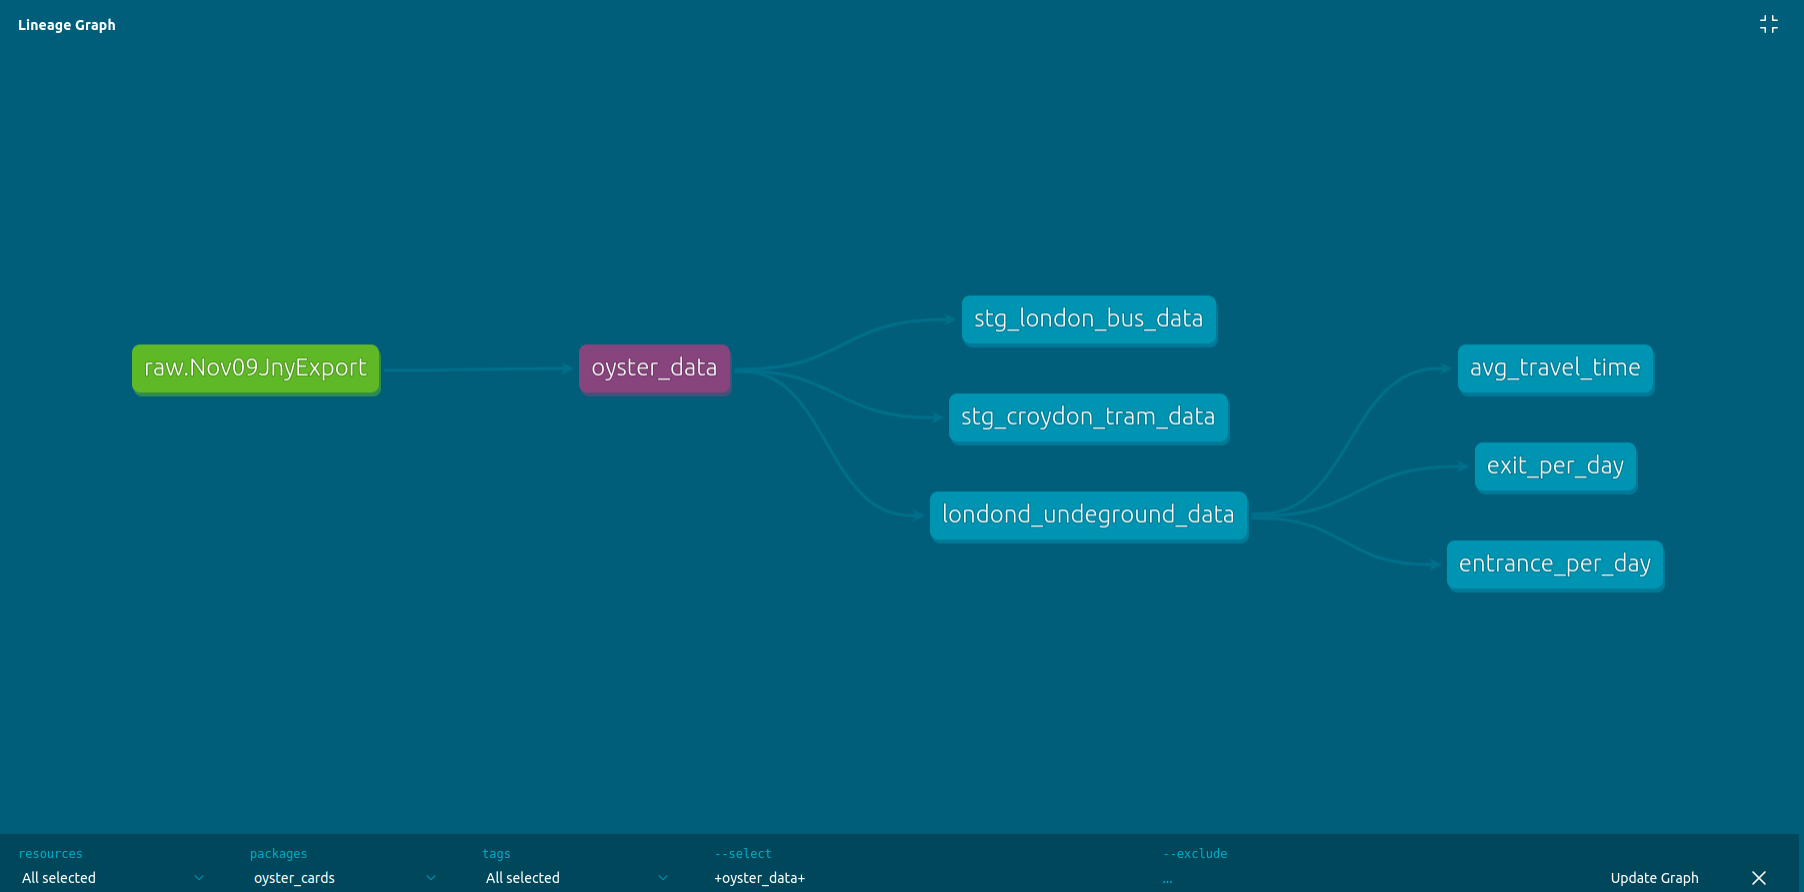 Lineage Graph
raw.Nov09JnyExport
oyster_data
stg_london_bus_data
stg_croydon_tram_data
londond_undeground_data
avg_travel_time
exit_per_day
entrance_per_day
resources packages tags --select --exclude
All selected oyster_cards All selected +oyster_data+ ... Update Graph